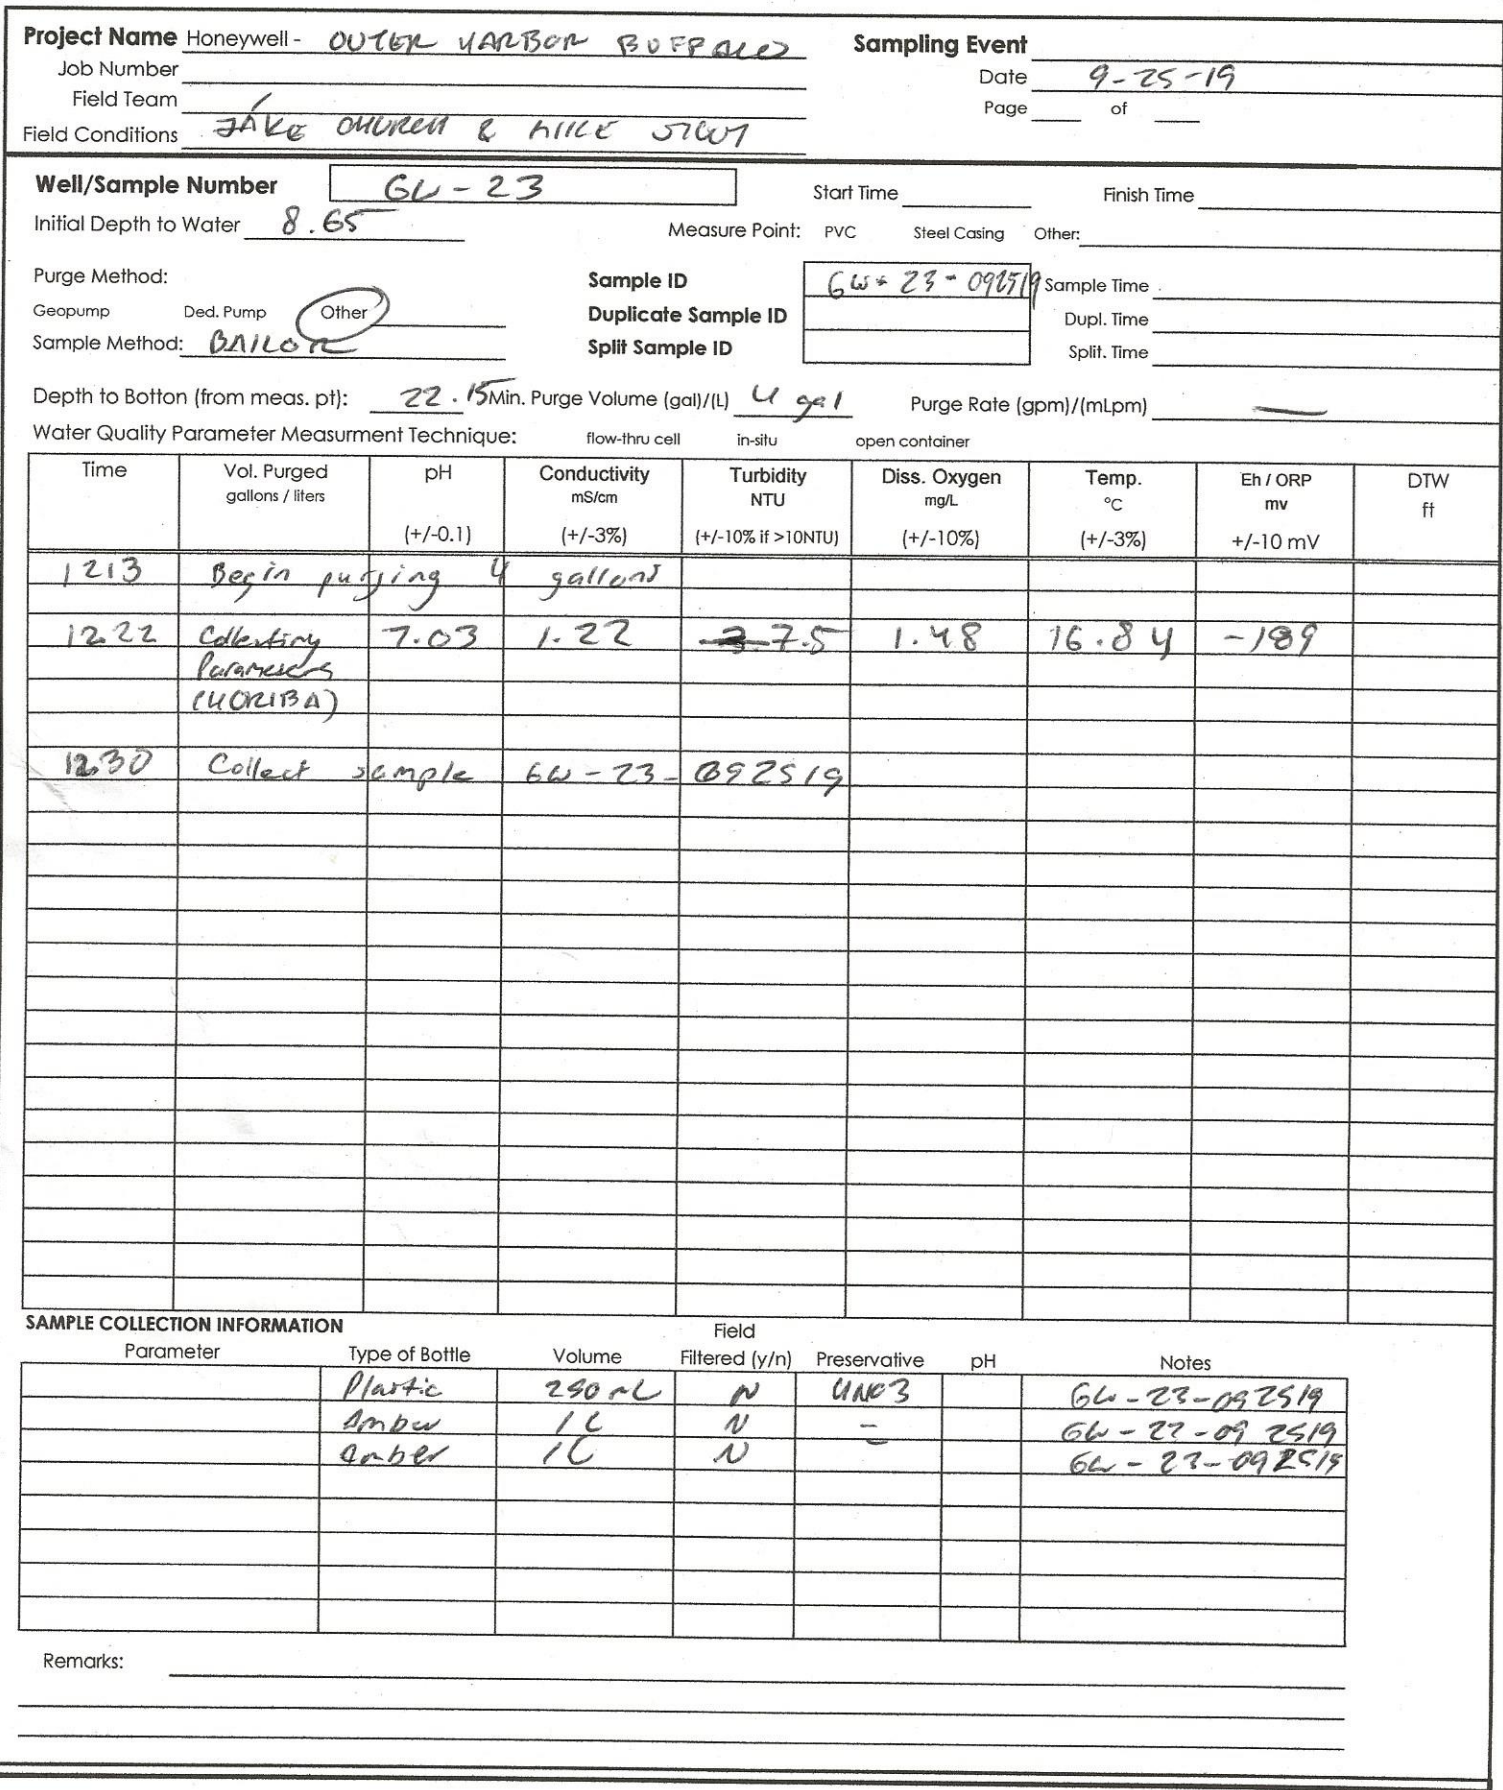 Project Name Honeywell - OUTER HARBOR BUFFALO Sampling Event
Job Number Date 9-25-19
Field Team Page of
Field Conditions JAKE CHURCH & MIKE
Well/Sample Number GW-23 Start Time Finish Time
Initial Depth to Water 8.65 Measure Point: PVC Steel Casing Other:
Purge Method: Sample ID GW-23-092519 Sample Time
Geopump Ded. Pump Other Duplicate Sample ID Dupl. Time
Sample Method: BAILOR Split Sample ID Split. Time
Depth to Botton (from meas. pt): 22.15 Min. Purge Volume (gal)/(L) 4 gal Purge Rate (gpm)/(mLpm) —
Water Quality Parameter Measurment Technique: flow-thru cell in-situ open container
Time Vol. Purged pH Conductivity Turbidity Diss. Oxygen Temp. Eh / ORP DTW
gallons / liters mS/cm NTU mg/L °C mv ft
(+/-0.1) (+/-3%) (+/-10% if >10NTU) (+/-10%) (+/-3%) +/-10 mV
1213 Begin purging 4 gallons
1222 Collecting 7.03 1.22 7.5 1.48 16.84 -189
Parameters
(HORIBA)
1230 Collect sample GW-23-092519
SAMPLE COLLECTION INFORMATION Field
Parameter Type of Bottle Volume Filtered (y/n) Preservative pH Notes
Plastic 250 mL N HNO3 GW-23-092519
Amber 1L N - GW-23-092519
Amber 1L N - GW-23-092519
Remarks: